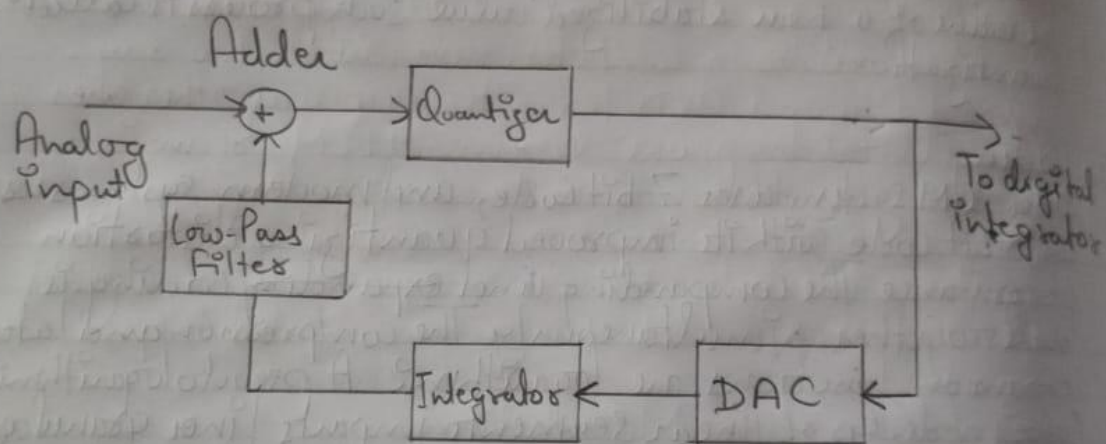 Adder
+
Quantizer
Analog
input
To digital
integrator
Low-Pass
Filter
Integrator
DAC